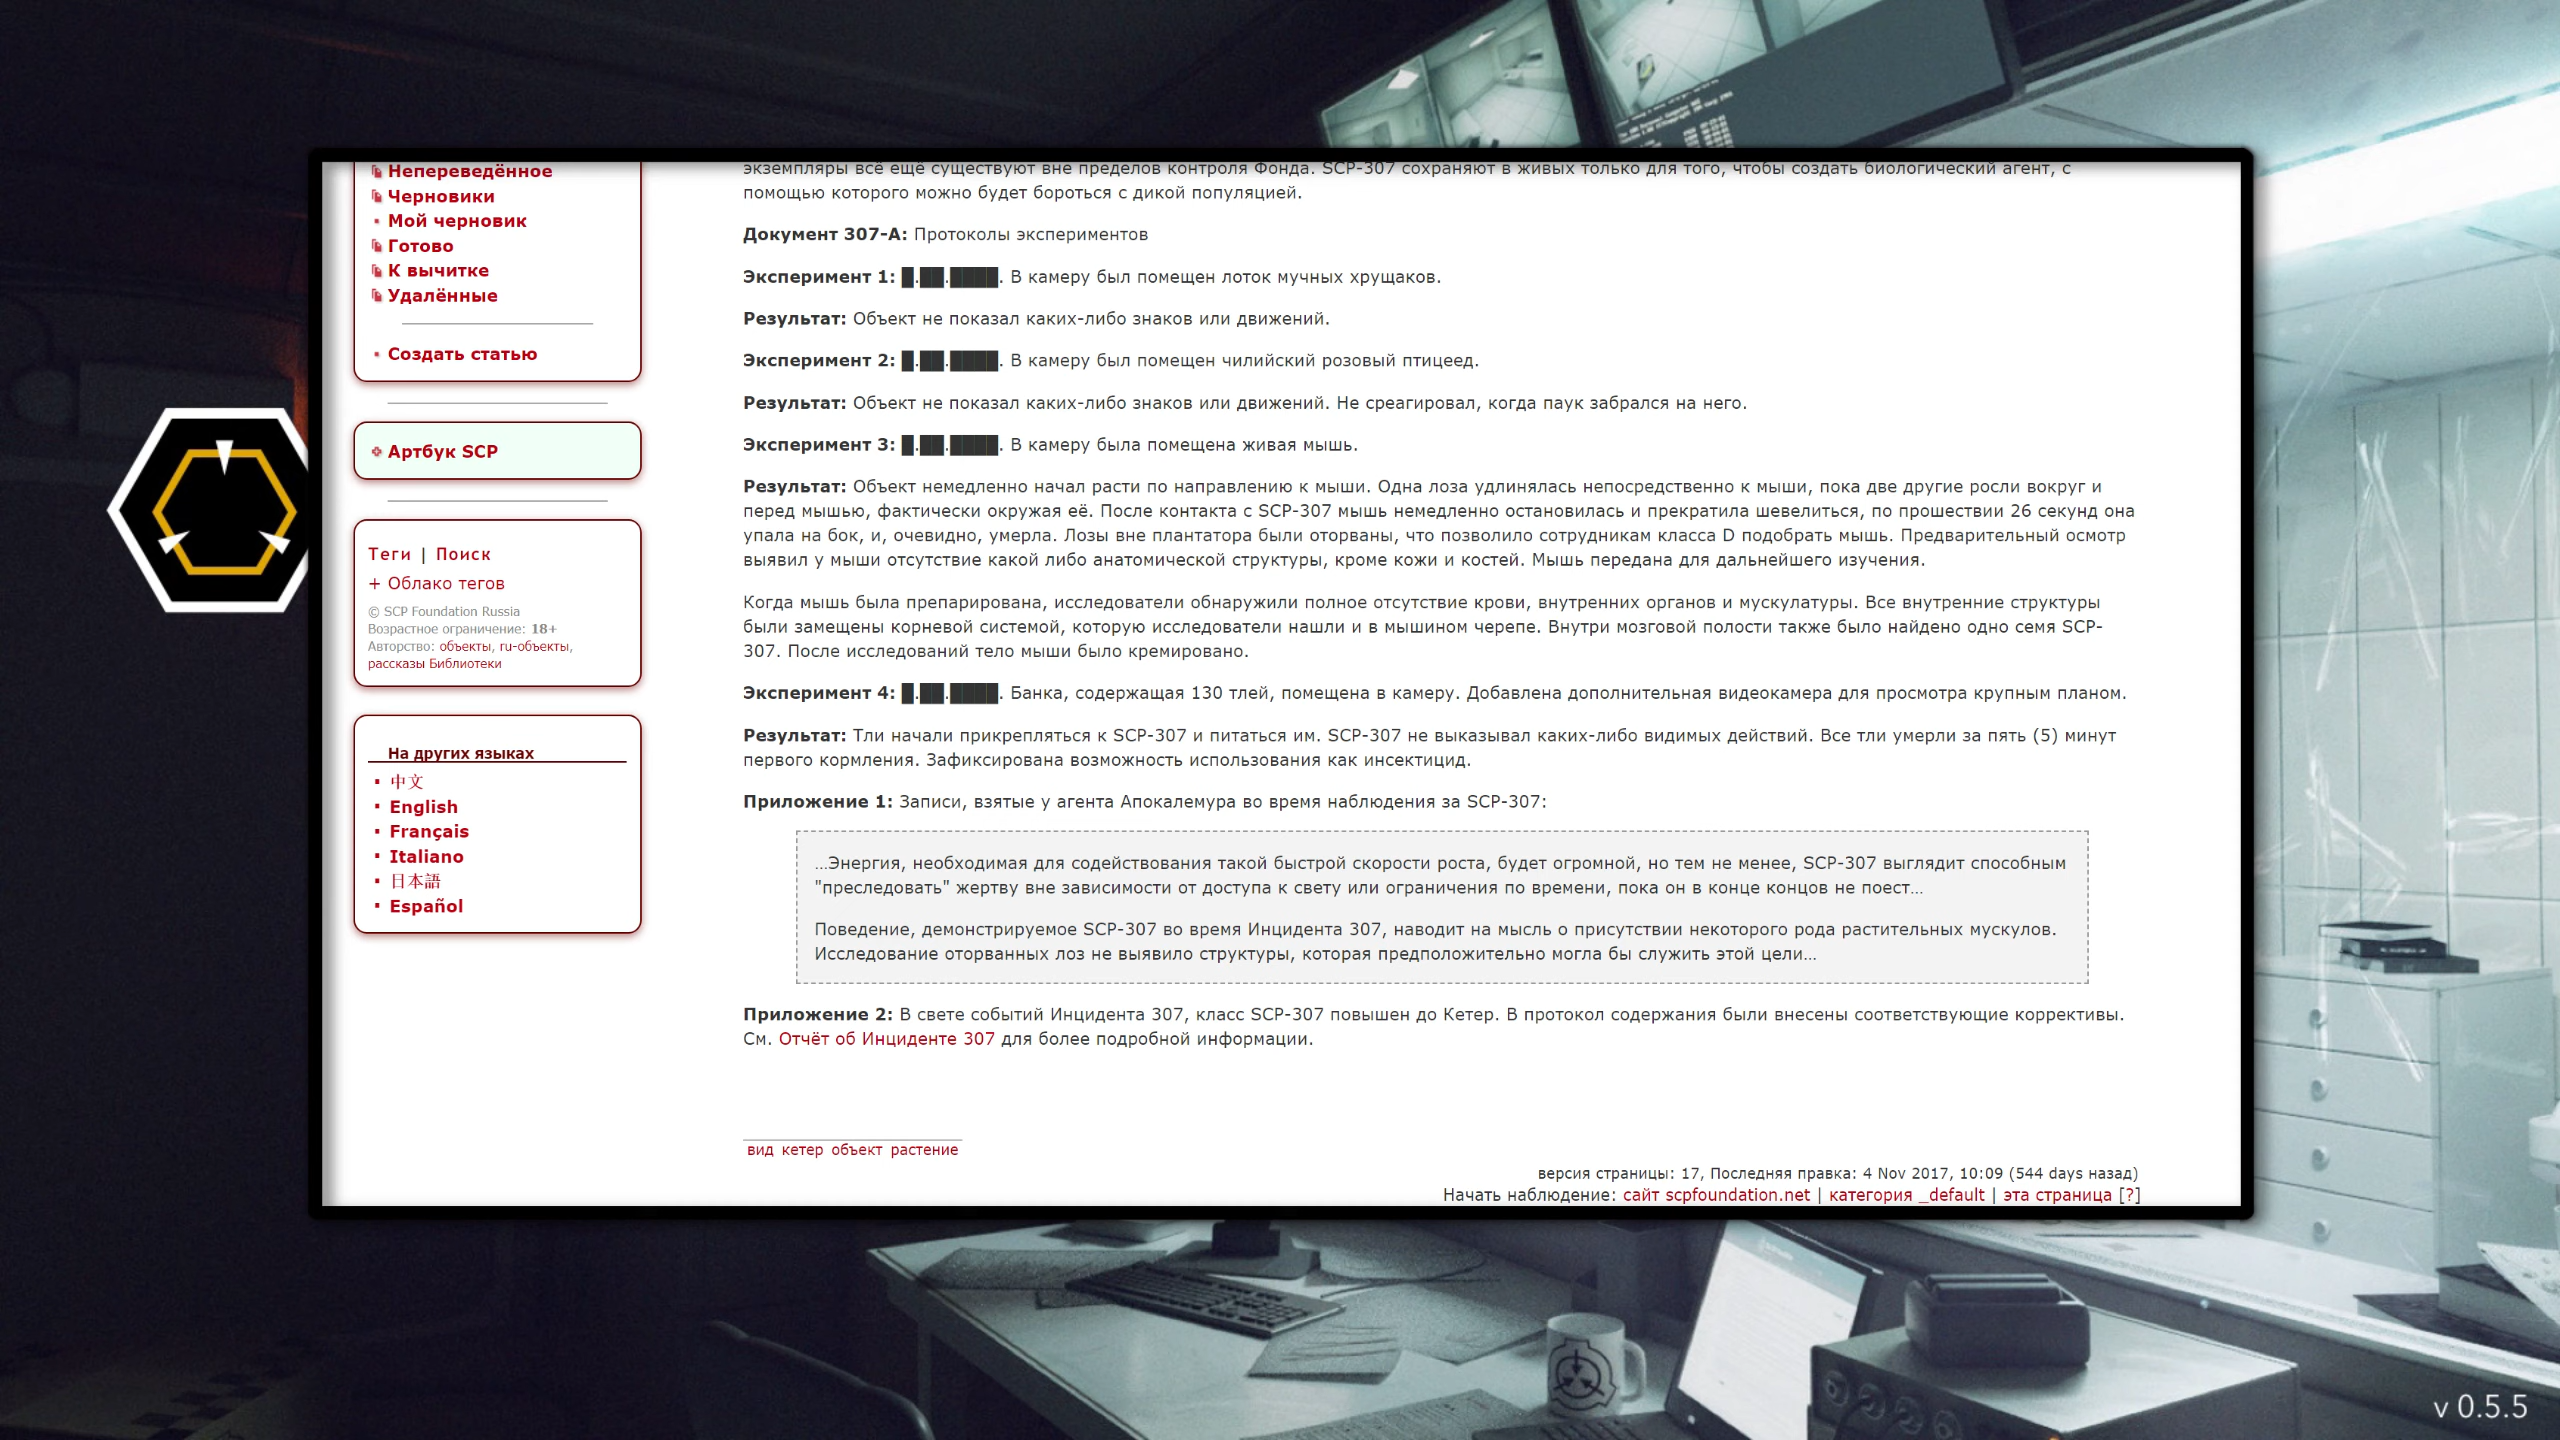 Непереведённое
Черновики
Мой черновик
Готово
К вычитке
Удалённые
Создать статью
Артбук SCP
Теги | Поиск
+ Облако тегов
© SCP Foundation Russia
Возрастное ограничение: 18+
Авторство: объекты, ru-объекты,
рассказы Библиотеки
На других языках
中文
English
Français
Italiano
日本語
Español
экземпляры всё ещё существуют вне пределов контроля Фонда. SCP-307 сохраняют в живых только для того, чтобы создать биологический агент, с
помощью которого можно будет бороться с дикой популяцией.
Документ 307-А: Протоколы экспериментов
Эксперимент 1: █.██.████. В камеру был помещен лоток мучных хрущаков.
Результат: Объект не показал каких-либо знаков или движений.
Эксперимент 2: █.██.████. В камеру был помещен чилийский розовый птицеед.
Результат: Объект не показал каких-либо знаков или движений. Не среагировал, когда паук забрался на него.
Эксперимент 3: █.██.████. В камеру была помещена живая мышь.
Результат: Объект немедленно начал расти по направлению к мыши. Одна лоза удлинялась непосредственно к мыши, пока две другие росли вокруг и
перед мышью, фактически окружая её. После контакта с SCP-307 мышь немедленно остановилась и прекратила шевелиться, по прошествии 26 секунд она
упала на бок, и, очевидно, умерла. Лозы вне плантатора были оторваны, что позволило сотрудникам класса D подобрать мышь. Предварительный осмотр
выявил у мыши отсутствие какой либо анатомической структуры, кроме кожи и костей. Мышь передана для дальнейшего изучения.
Когда мышь была препарирована, исследователи обнаружили полное отсутствие крови, внутренних органов и мускулатуры. Все внутренние структуры
были замещены корневой системой, которую исследователи нашли и в мышином черепе. Внутри мозговой полости также было найдено одно семя SCP-
307. После исследований тело мыши было кремировано.
Эксперимент 4: █.██.████. Банка, содержащая 130 тлей, помещена в камеру. Добавлена дополнительная видеокамера для просмотра крупным планом.
Результат: Тли начали прикрепляться к SCP-307 и питаться им. SCP-307 не выказывал каких-либо видимых действий. Все тли умерли за пять (5) минут
первого кормления. Зафиксирована возможность использования как инсектицид.
Приложение 1: Записи, взятые у агента Апокалемура во время наблюдения за SCP-307:
…Энергия, необходимая для содействования такой быстрой скорости роста, будет огромной, но тем не менее, SCP-307 выглядит способным
"преследовать" жертву вне зависимости от доступа к свету или ограничения по времени, пока он в конце концов не поест…
Поведение, демонстрируемое SCP-307 во время Инцидента 307, наводит на мысль о присутствии некоторого рода растительных мускулов.
Исследование оторванных лоз не выявило структуры, которая предположительно могла бы служить этой цели…
Приложение 2: В свете событий Инцидента 307, класс SCP-307 повышен до Кетер. В протокол содержания были внесены соответствующие коррективы.
См. Отчёт об Инциденте 307 для более подробной информации.
вид кетер объект растение
версия страницы: 17, Последняя правка: 4 Nov 2017, 10:09 (544 days назад)
Начать наблюдение: сайт scpfoundation.net | категория _default | эта страница [?]
v 0.5.5